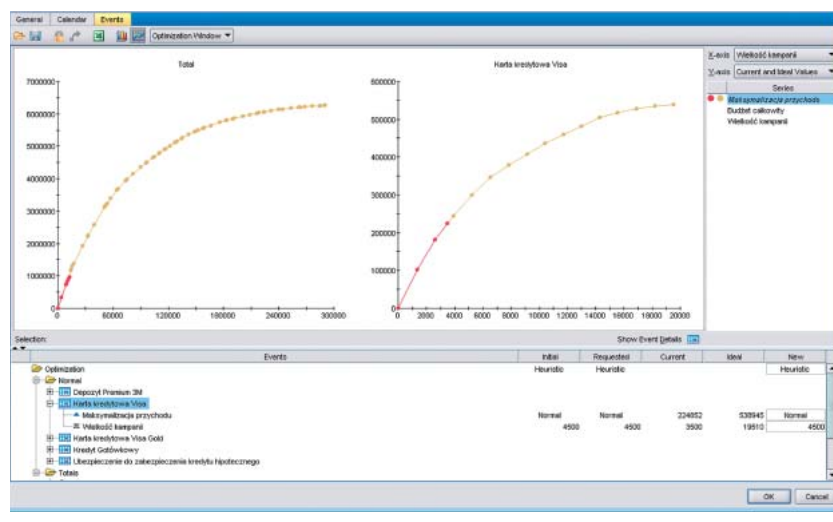 General Calendar Events
Optimization Window
Total
Karta kredytowa Visa
X-axis Wielkość kampanii
Y-axis Current and Ideal Values
Series
Maksymalizacja przychodu
Budżet całkowity
Wielkość kampanii
7000000
6000000
5000000
4000000
3000000
2000000
1000000
0
0 60000 120000 180000 240000 300000
600000
500000
400000
300000
200000
100000
0
0 2000 4000 6000 8000 10000 12000 14000 16000 18000 20000
Selection:
Show Event Details
Events Initial Requested Current Ideal New
Optimization Heuristic Heuristic Heuristic
Normal
Depozyt Premium 3M
Karta kredytowa Visa
Maksymalizacja przychodu Normal Normal 224652 538945 Normal
Wielkość kampanii 4500 4500 3500 19510 4500
Karta kredytowa Visa Gold
Kredyt Gotówkowy
Ubezpieczenie do zabezpieczenia kredytu hipotecznego
Totals
OK Cancel